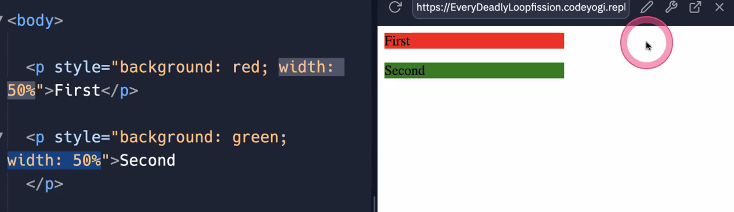 <body>
<p style="background: red; width:
50%">First</p>
<p style="background: green;
width: 50%">Second
</p>
https://EveryDeadlyLoopfission.codeyogi.repl
First
Second